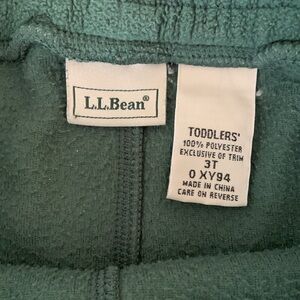 L.L.Bean®
TODDLERS'
100% POLYESTER
EXCLUSIVE OF TRIM
3T
0 XY94
MADE IN CHINA
CARE ON REVERSE